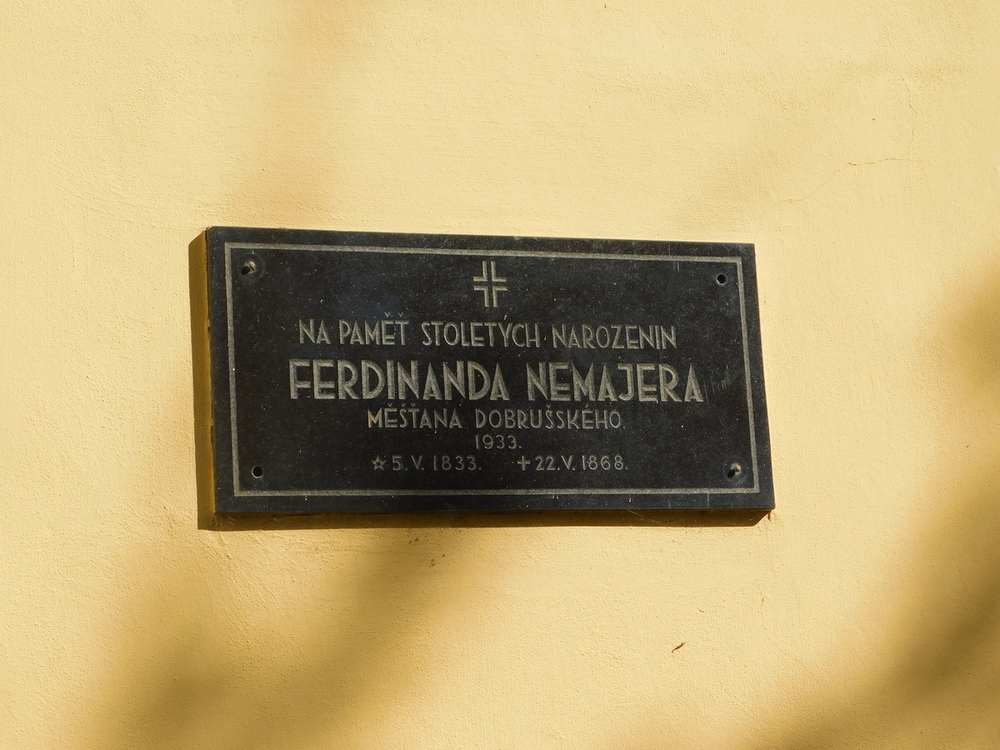 NA PAMĚŤ STOLETÝCH NAROZENIN
FERDINANDA NEMAJERA
MĚŠŤANA DOBRUŠSKÉHO
1933.
☆ 5. V. 1833. ✝ 22. V. 1868.